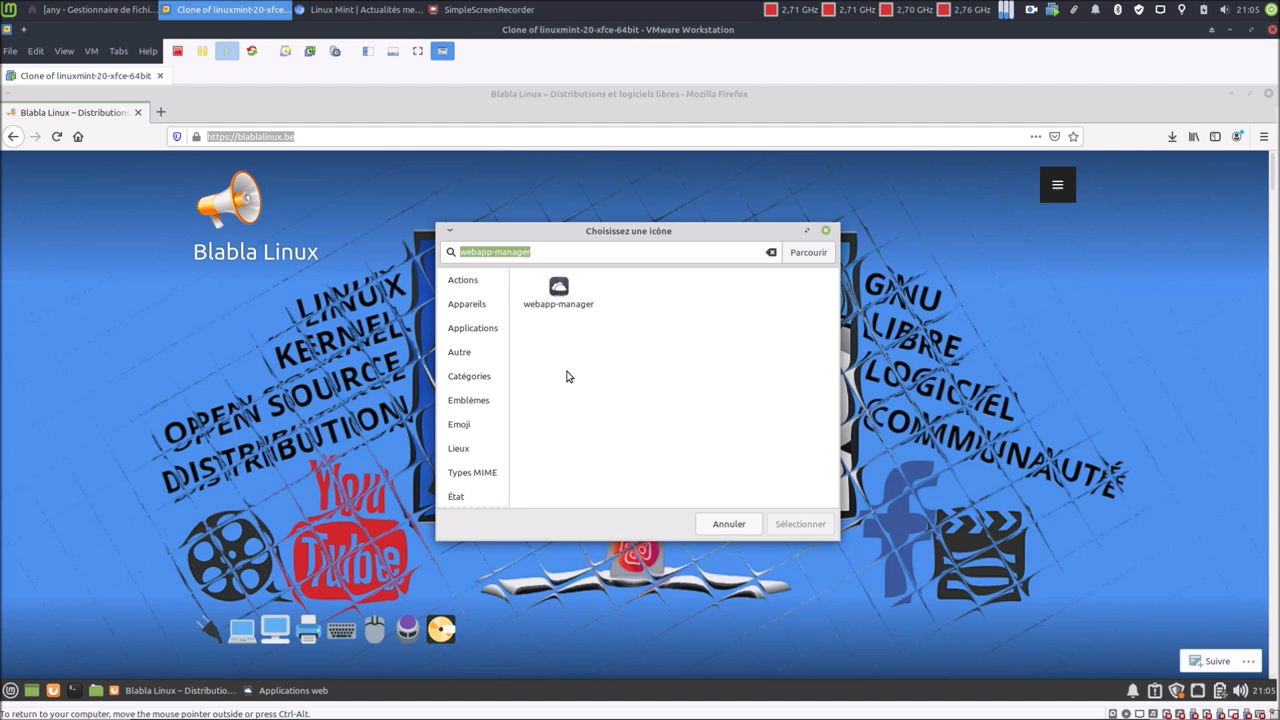 [any - Gestionnaire de fichi...
Clone of linuxmint-20-xfce...
Linux Mint | Actualités me...
SimpleScreenRecorder
2,71 GHz
2,71 GHz
2,70 GHz
2,76 GHz
21:05
Clone of linuxmint-20-xfce-64bit - VMware Workstation
File Edit View VM Tabs Help
Clone of linuxmint-20-xfce-64bit
Blabla Linux – Distributions et logiciels libres - Mozilla Firefox
Blabla Linux – Distributions
https://blablalinux.be
Blabla Linux
LINUX
KERNEL
OPEN SOURCE
DISTRIBUTION
GNU
LIBRE
LOGICIEL
COMMUNAUTÉ
You
Tube
Choisissez une icône
webapp-manager
Parcourir
Actions
Appareils
Applications
Autre
Catégories
Emblèmes
Emoji
Lieux
Types MIME
État
webapp-manager
Annuler
Sélectionner
Suivre
Blabla Linux – Distributio...
Applications web
21:05
To return to your computer, move the mouse pointer outside or press Ctrl-Alt.